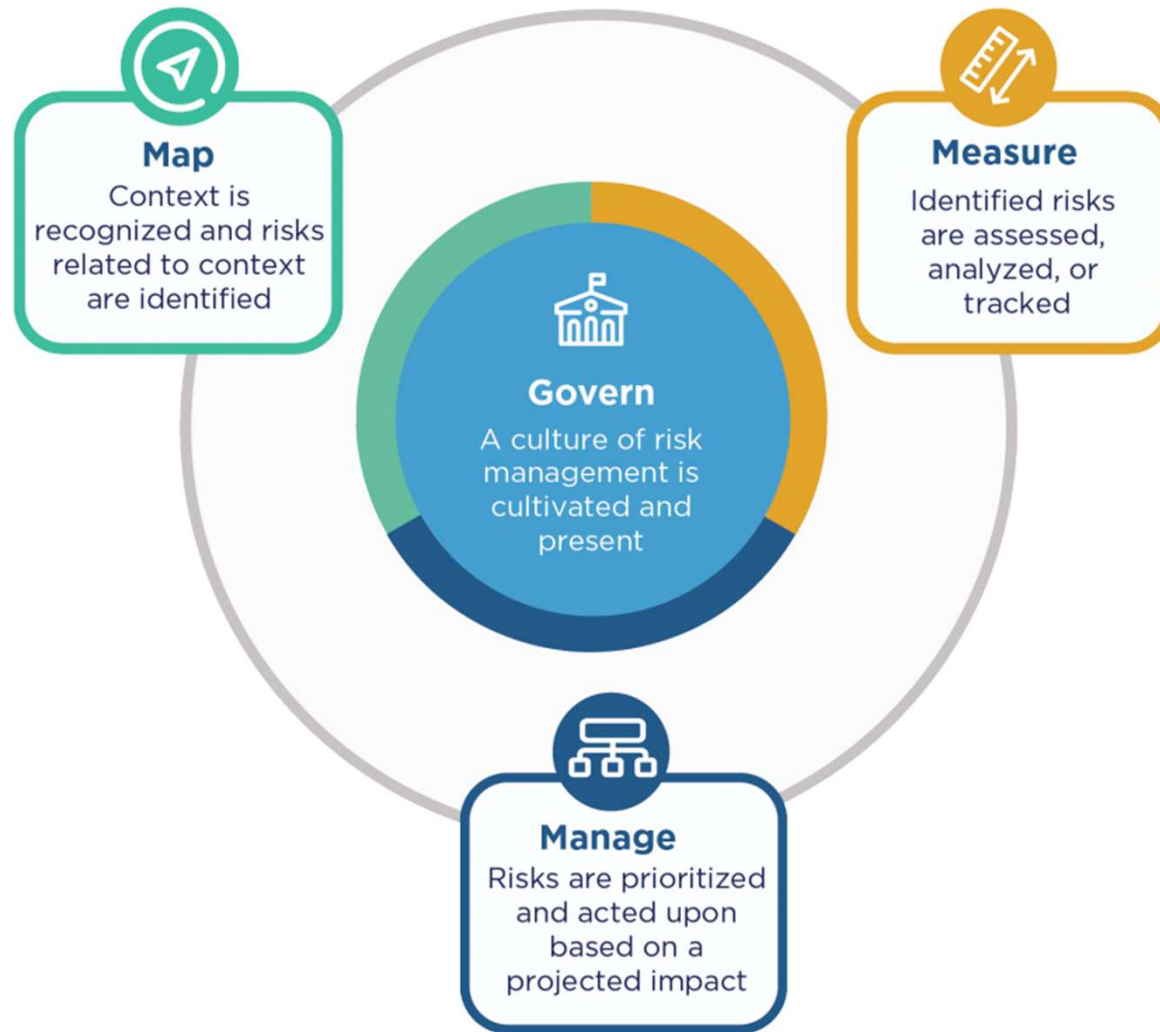 Map
Context is
recognized and risks
related to context
are identified
Measure
Identified risks
are assessed,
analyzed, or
tracked
Govern
A culture of risk
management is
cultivated and
present
Manage
Risks are prioritized
and acted upon
based on a
projected impact